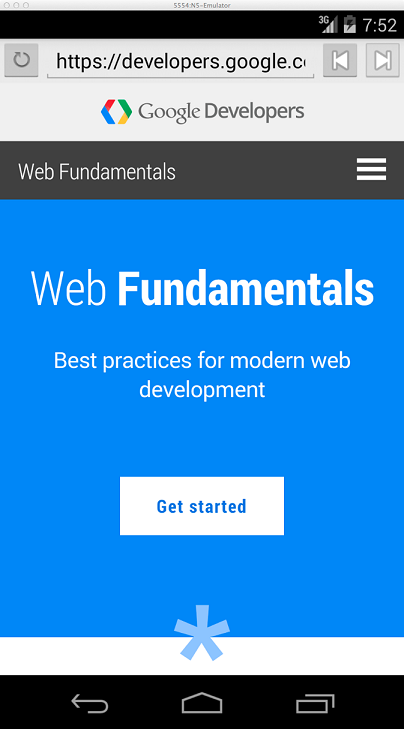 5554:N5-Emulator
3G 7:52
https://developers.google.co
Google Developers
Web Fundamentals
Web Fundamentals
Best practices for modern web
development
Get started
*